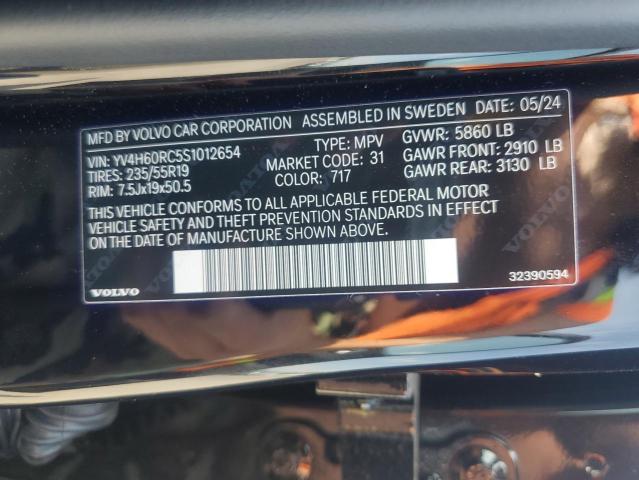 MFD BY VOLVO CAR CORPORATION ASSEMBLED IN SWEDEN DATE: 05/24
VIN: YV4H60RC5S1012654 TYPE: MPV GVWR: 5860 LB
TIRES: 235/55R19 MARKET CODE: 31 GAWR FRONT: 2910 LB
RIM: 7.5Jx19x50.5 COLOR: 717 GAWR REAR: 3130 LB
THIS VEHICLE CONFORMS TO ALL APPLICABLE FEDERAL MOTOR
VEHICLE SAFETY AND THEFT PREVENTION STANDARDS IN EFFECT
ON THE DATE OF MANUFACTURE SHOWN ABOVE.
VOLVO
32390594